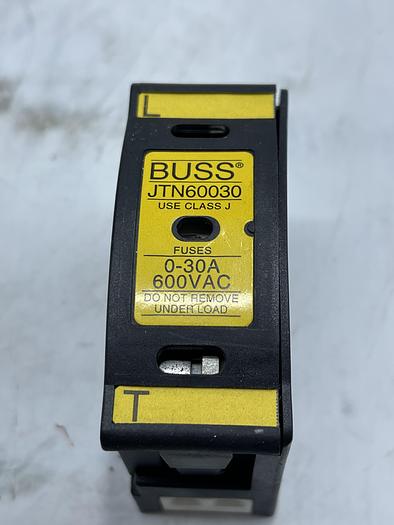 L
BUSS®
JTN60030
USE CLASS J
FUSES
0-30A
600VAC
DO NOT REMOVE
UNDER LOAD
T